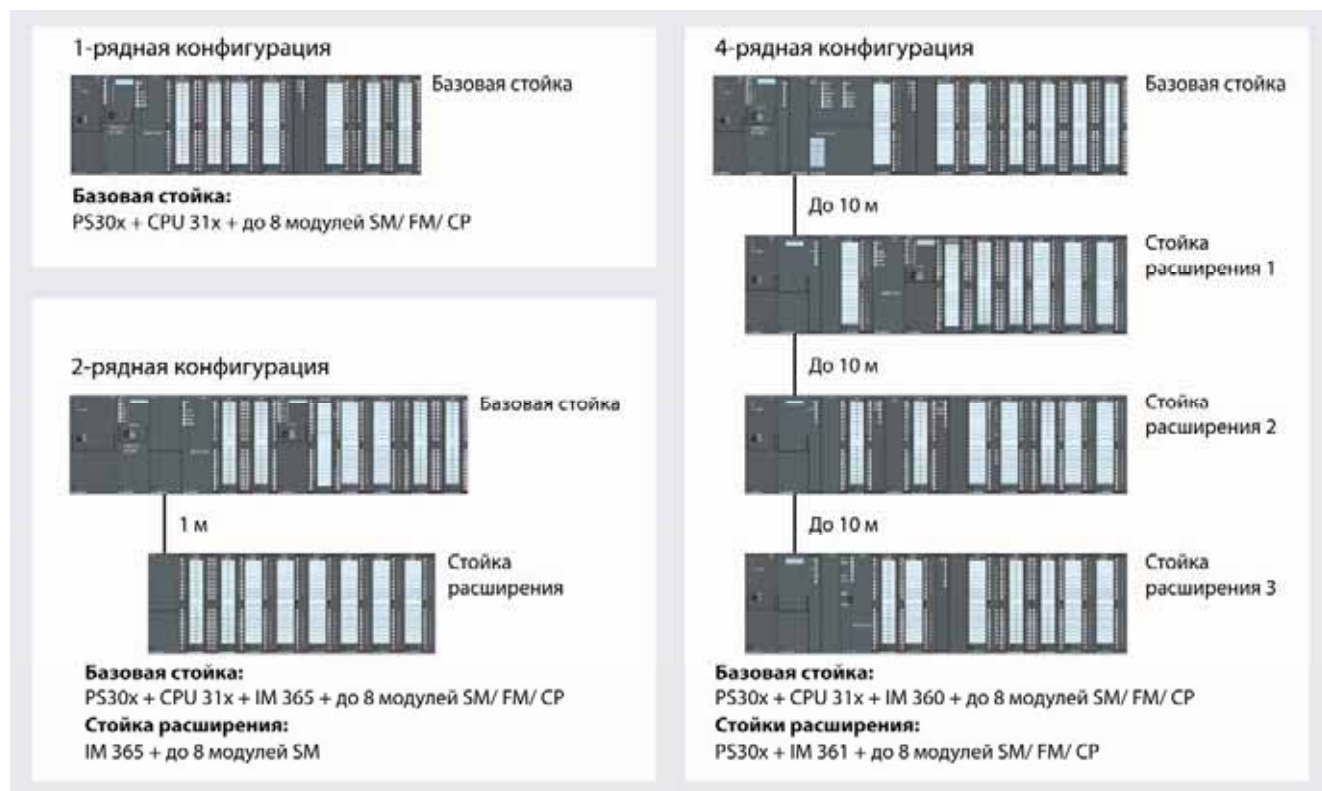 1-рядная конфигурация
Базовая стойка
Базовая стойка:
PS30x + CPU 31x + до 8 модулей SM/ FM/ CP
2-рядная конфигурация
Базовая стойка
1 м
Стойка
расширения
Базовая стойка:
PS30x + CPU 31x + IM 365 + до 8 модулей SM/ FM/ CP
Стойка расширения:
IM 365 + до 8 модулей SM
4-рядная конфигурация
Базовая стойка
До 10 м
Стойка
расширения 1
До 10 м
Стойка
расширения 2
До 10 м
Стойка
расширения 3
Базовая стойка:
PS30x + CPU 31x + IM 360 + до 8 модулей SM/ FM/ CP
Стойки расширения:
PS30x + IM 361 + до 8 модулей SM/ FM/ CP